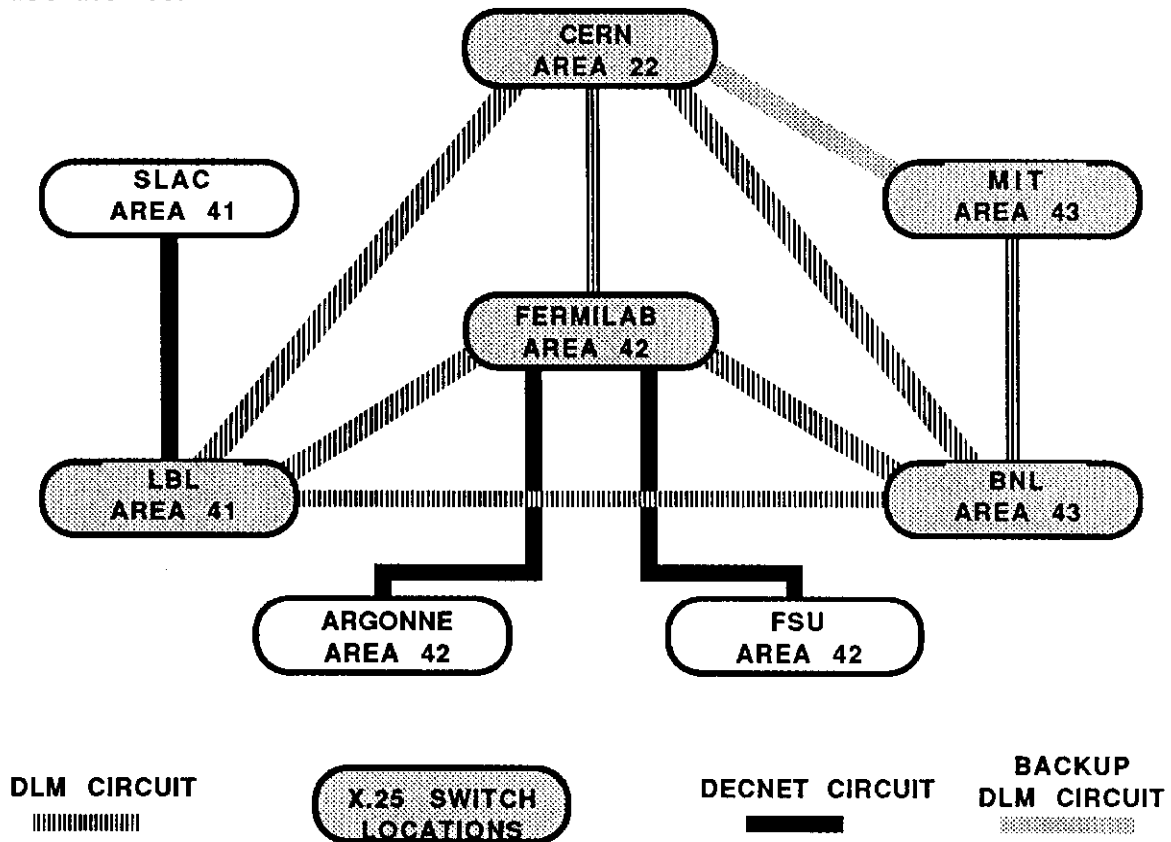 CERN
AREA 22
SLAC
AREA 41
MIT
AREA 43
FERMILAB
AREA 42
LBL
AREA 41
BNL
AREA 43
ARGONNE
AREA 42
FSU
AREA 42
DLM CIRCUIT
X.25 SWITCH
LOCATIONS
DECNET CIRCUIT
BACKUP
DLM CIRCUIT